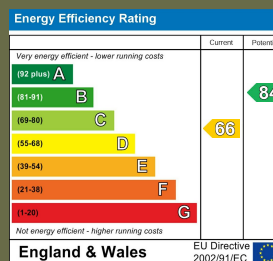 Energy Efficiency Rating
Current
Very energy efficient - lower running costs
(92 plus) A
(81-91) B
84
(69-80) C
66
(55-68) D
(39-54) E
(21-38) F
(1-20) G
Not energy efficient - higher running costs
England & Wales
EU Directive
2002/91/EC